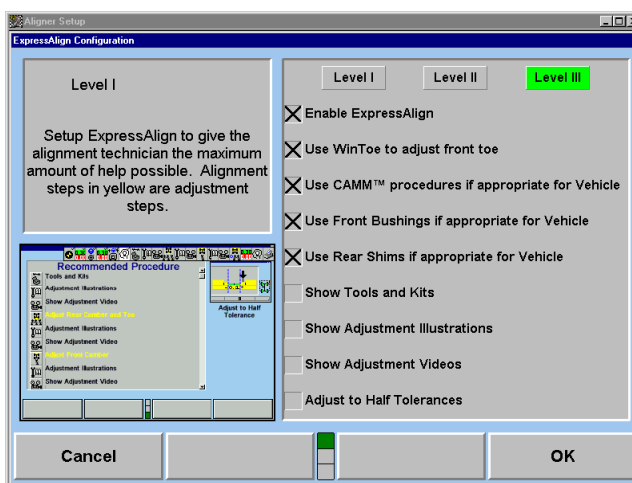 Aligner Setup
ExpressAlign Configuration
Level I
Setup ExpressAlign to give the
alignment technician the maximum
amount of help possible. Alignment
steps in yellow are adjustment
steps.
Recommended Procedure
Tools and Kits
Adjustment Illustrations
Show Adjustment Video
Adjust Rear Camber and Toe
Adjustment Illustrations
Show Adjustment Video
Adjust Front Camber
Adjustment Illustrations
Show Adjustment Video
Adjust to Half
Tolerance
Level I
Level II
Level III
Enable ExpressAlign
Use WinToe to adjust front toe
Use CAMM™ procedures if appropriate for Vehicle
Use Front Bushings if appropriate for Vehicle
Use Rear Shims if appropriate for Vehicle
Show Tools and Kits
Show Adjustment Illustrations
Show Adjustment Videos
Adjust to Half Tolerances
Cancel
OK